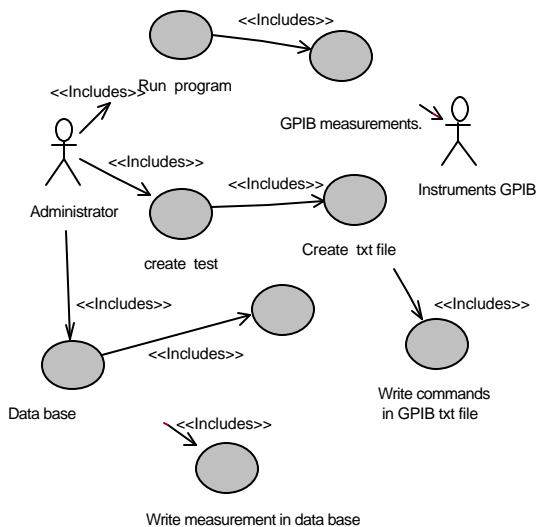 <<Includes>>
Run program
<<Includes>>
GPIB measurements.
<<Includes>>
Instruments GPIB
<<Includes>>
Administrator
create test
Create txt file
<<Includes>>
<<Includes>>
<<Includes>>
Write commands
in GPIB txt file
Data base
<<Includes>>
Write measurement in data base